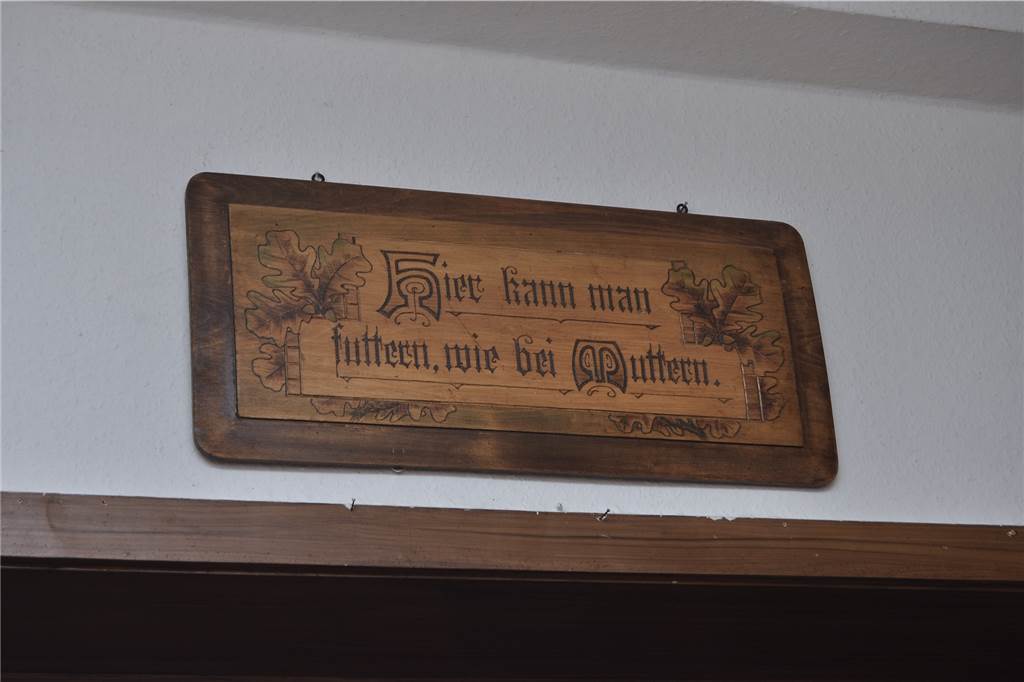 Hier kann man
futtern, wie bei Muttern.